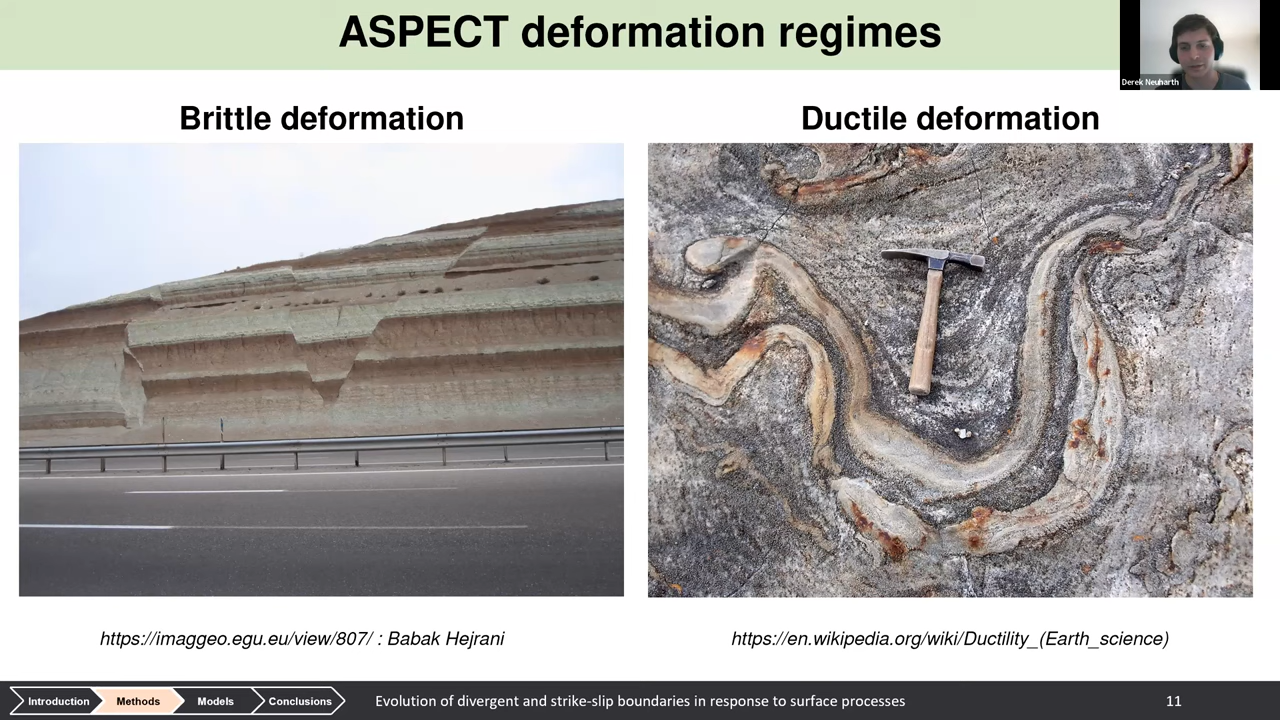 ASPECT deformation regimes
Derek Neuharth
Brittle deformation
Ductile deformation
https://imaggeo.egu.eu/view/807/ : Babak Hejrani
https://en.wikipedia.org/wiki/Ductility_(Earth_science)
Introduction
Methods
Models
Conclusions
Evolution of divergent and strike-slip boundaries in response to surface processes
11